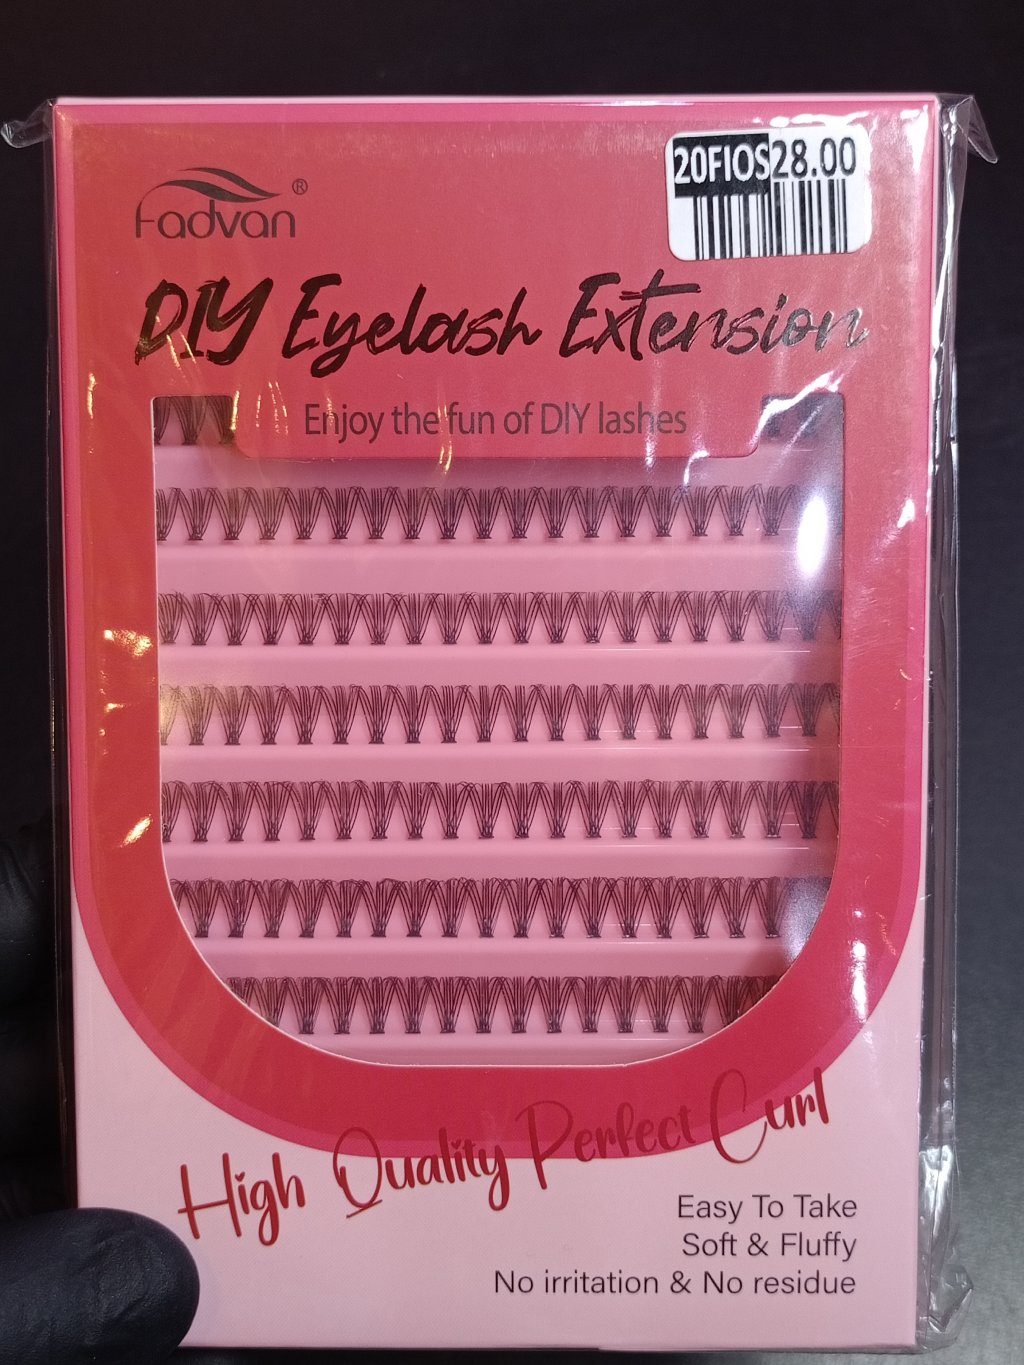 Fadvan®
20FIOS28.00
DIY Eyelash Extension
Enjoy the fun of DIY lashes
High Quality Perfect Curl
Easy To Take
Soft & Fluffy
No irritation & No residue